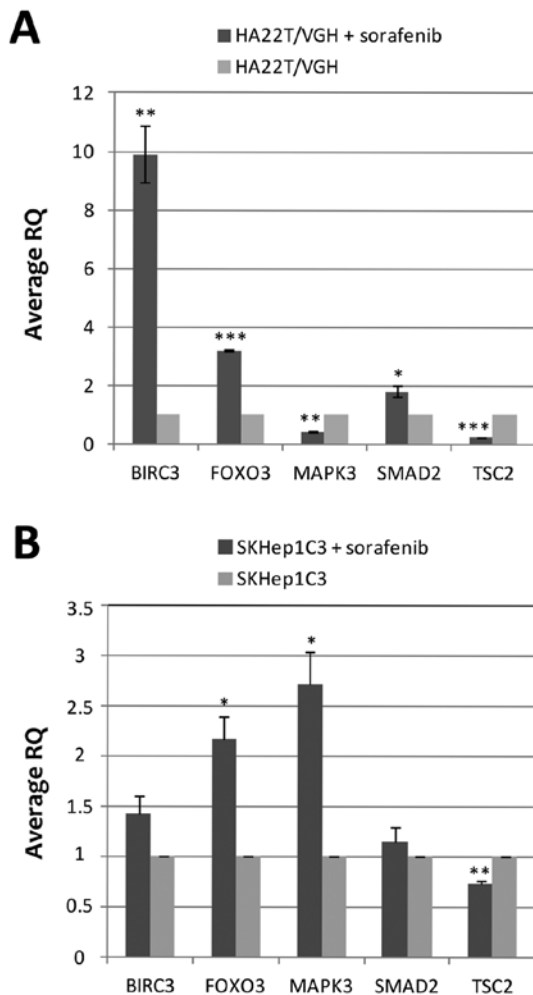 A
HA22T/VGH + sorafenib
HA22T/VGH
Average RQ
12
10
8
6
4
2
0
**
***
**
*
***
BIRC3 FOXO3 MAPK3 SMAD2 TSC2
B
SKHep1C3 + sorafenib
SKHep1C3
Average RQ
3.5
3
2.5
2
1.5
1
0.5
0
*
*
**
BIRC3 FOXO3 MAPK3 SMAD2 TSC2